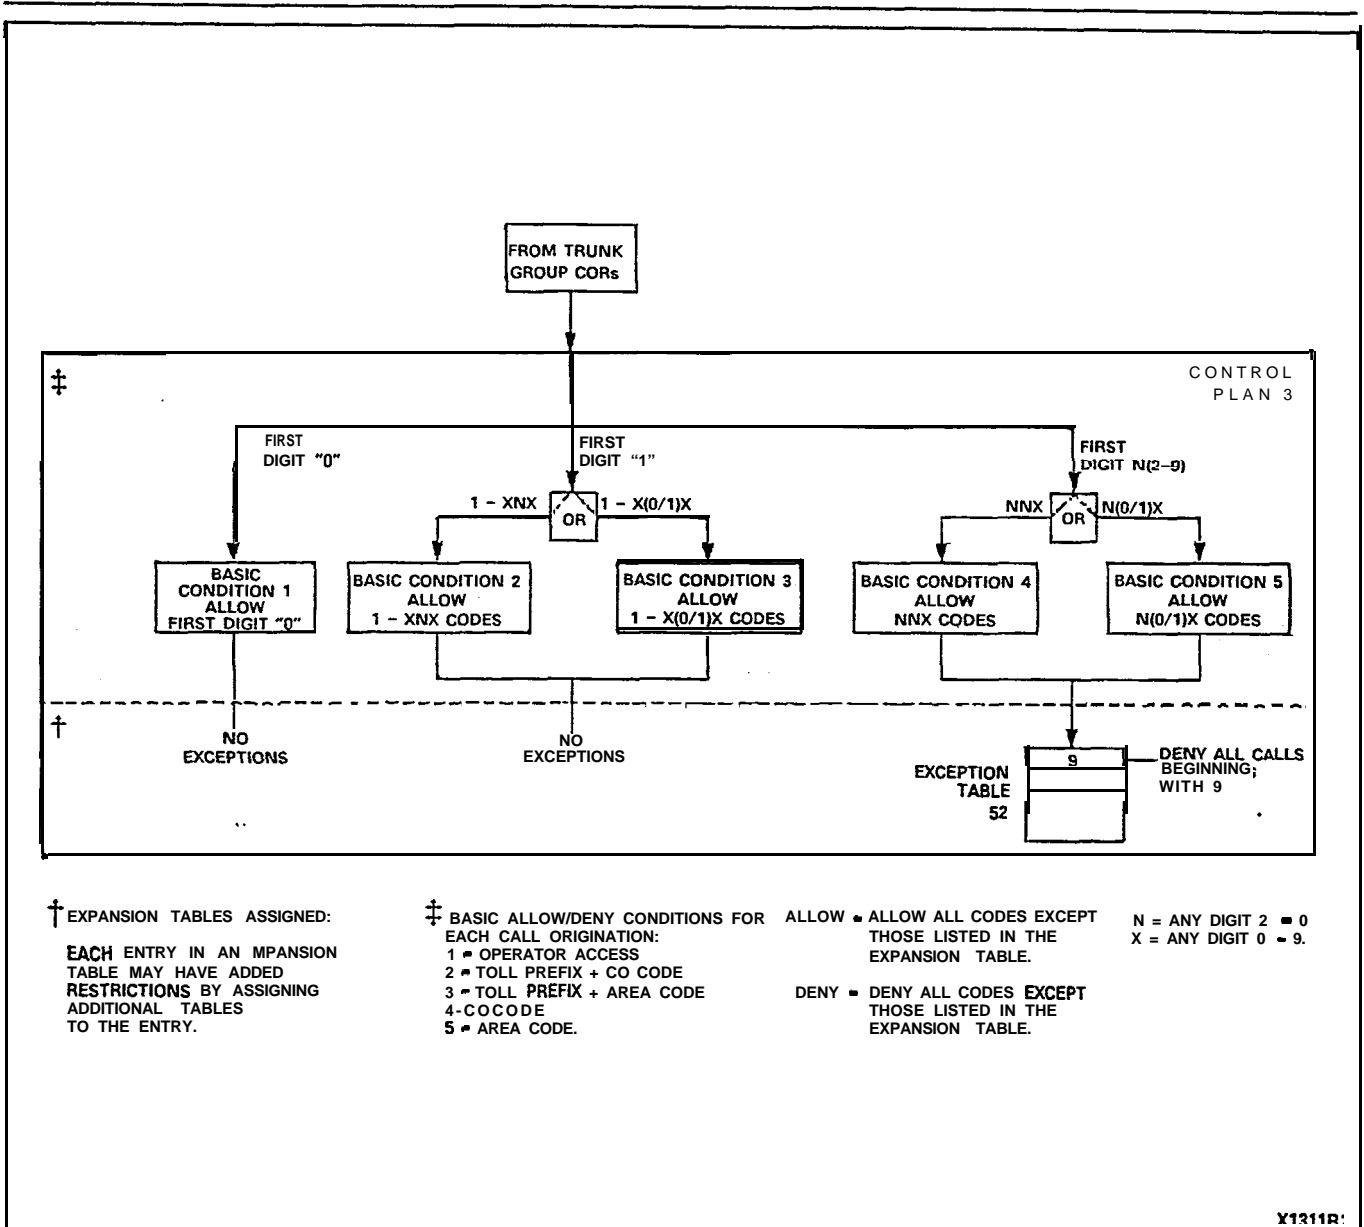 FROM TRUNK
GROUP CORs
‡
CONTROL
PLAN 3
FIRST
DIGIT "0"
FIRST
DIGIT "1"
FIRST
DIGIT N(2-9)
1 - XNX
OR
1 - X(0/1)X
NNX
OR
N(0/1)X
BASIC
CONDITION 1
ALLOW
FIRST DIGIT "0"
BASIC CONDITION 2
ALLOW
1 - XNX CODES
BASIC CONDITION 3
ALLOW
1 - X(0/1)X CODES
BASIC CONDITION 4
ALLOW
NNX CODES
BASIC CONDITION 5
ALLOW
N(0/1)X CODES
†
NO
EXCEPTIONS
NO
EXCEPTIONS
EXCEPTION
TABLE
52
9
DENY ALL CALLS
BEGINNING;
WITH 9
† EXPANSION TABLES ASSIGNED:
EACH ENTRY IN AN MPANSION
TABLE MAY HAVE ADDED
RESTRICTIONS BY ASSIGNING
ADDITIONAL TABLES
TO THE ENTRY.
‡ BASIC ALLOW/DENY CONDITIONS FOR
EACH CALL ORIGINATION:
1 = OPERATOR ACCESS
2 = TOLL PREFIX + CO CODE
3 = TOLL PREFIX + AREA CODE
4-COCODE
5 = AREA CODE.
ALLOW = ALLOW ALL CODES EXCEPT
THOSE LISTED IN THE
EXPANSION TABLE.
DENY = DENY ALL CODES EXCEPT
THOSE LISTED IN THE
EXPANSION TABLE.
N = ANY DIGIT 2 - 0
X = ANY DIGIT 0 - 9.